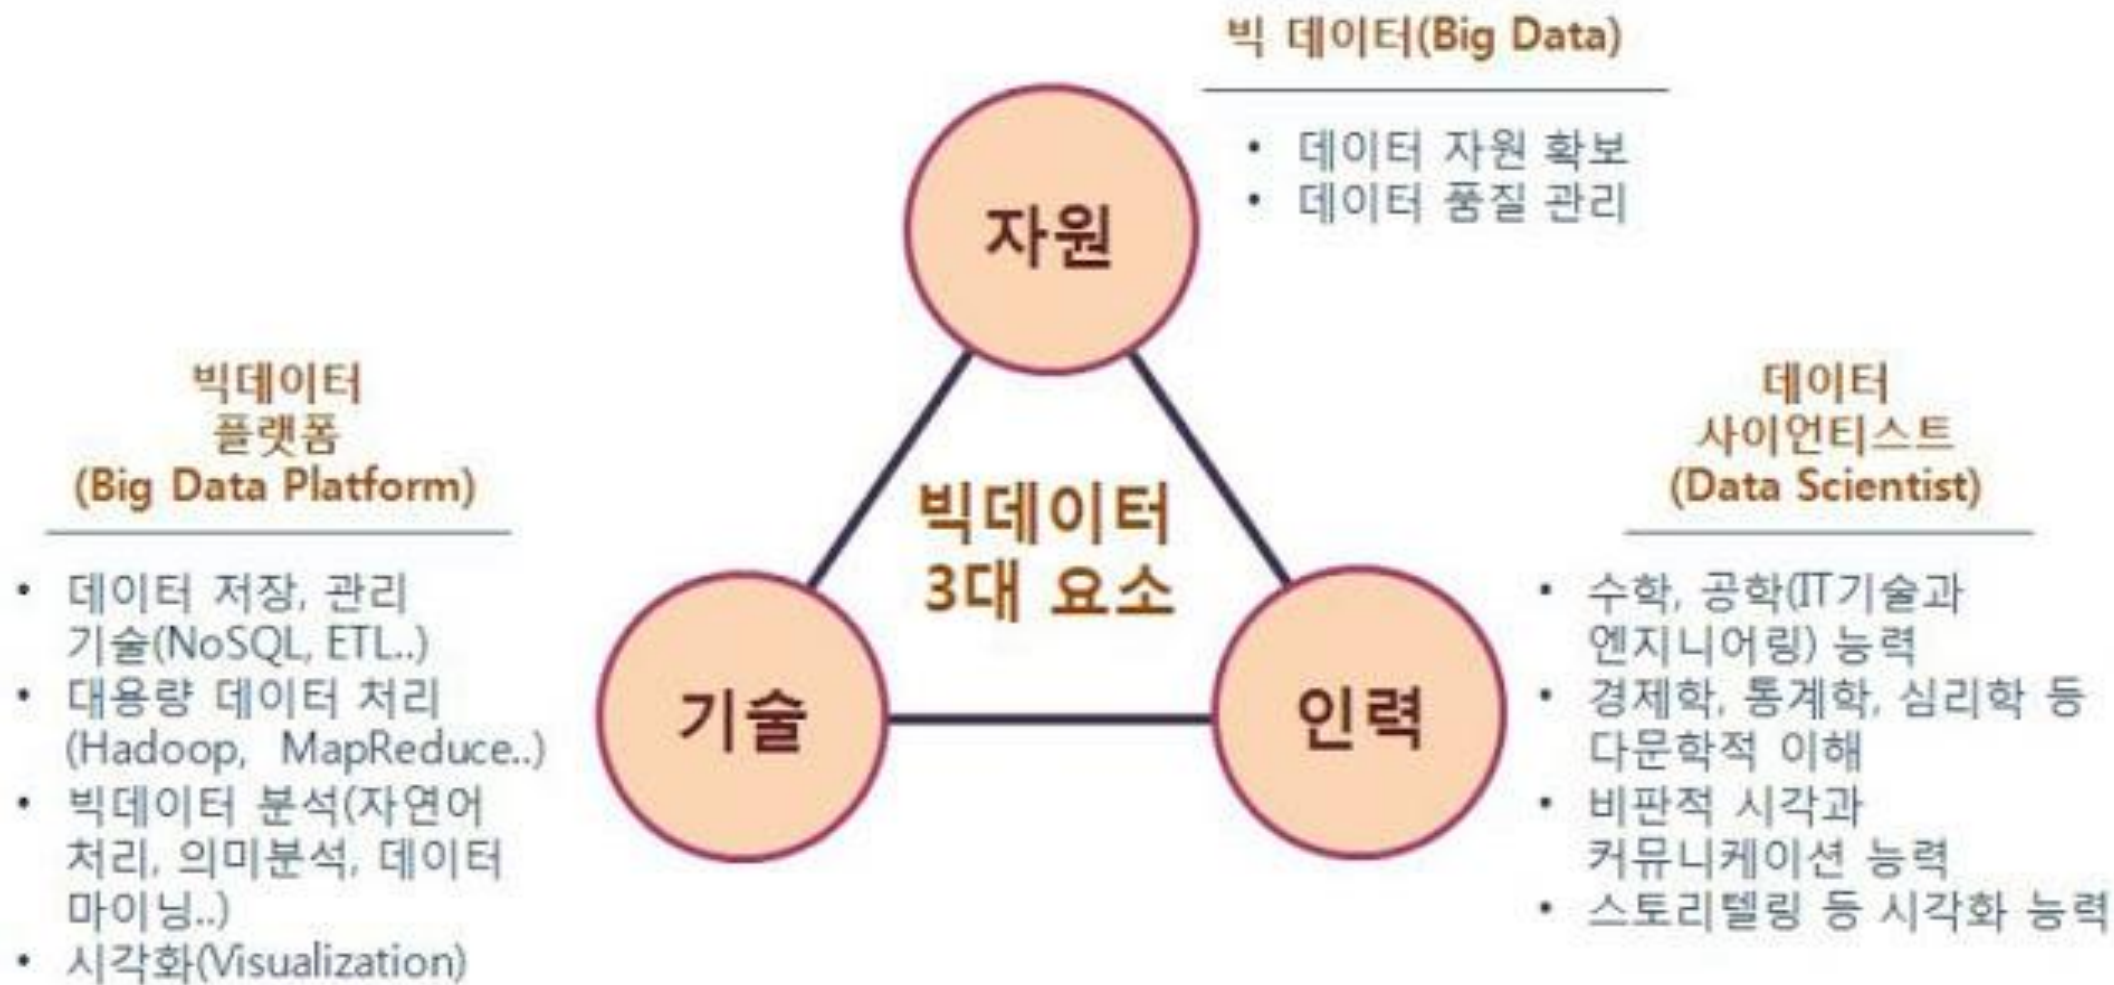 빅 데이터(Big Data)
• 데이터 자원 확보
• 데이터 품질 관리
자원
빅데이터
플랫폼
(Big Data Platform)
• 데이터 저장, 관리
기술(NoSQL, ETL..)
• 대용량 데이터 처리
(Hadoop, MapReduce..)
• 빅데이터 분석(자연어
처리, 의미분석, 데이터
마이닝..)
• 시각화(Visualization)
빅데이터
3대 요소
기술
인력
데이터
사이언티스트
(Data Scientist)
• 수학, 공학(IT기술과
엔지니어링) 능력
• 경제학, 통계학, 심리학 등
다문학적 이해
• 비판적 시각과
커뮤니케이션 능력
• 스토리텔링 등 시각화 능력